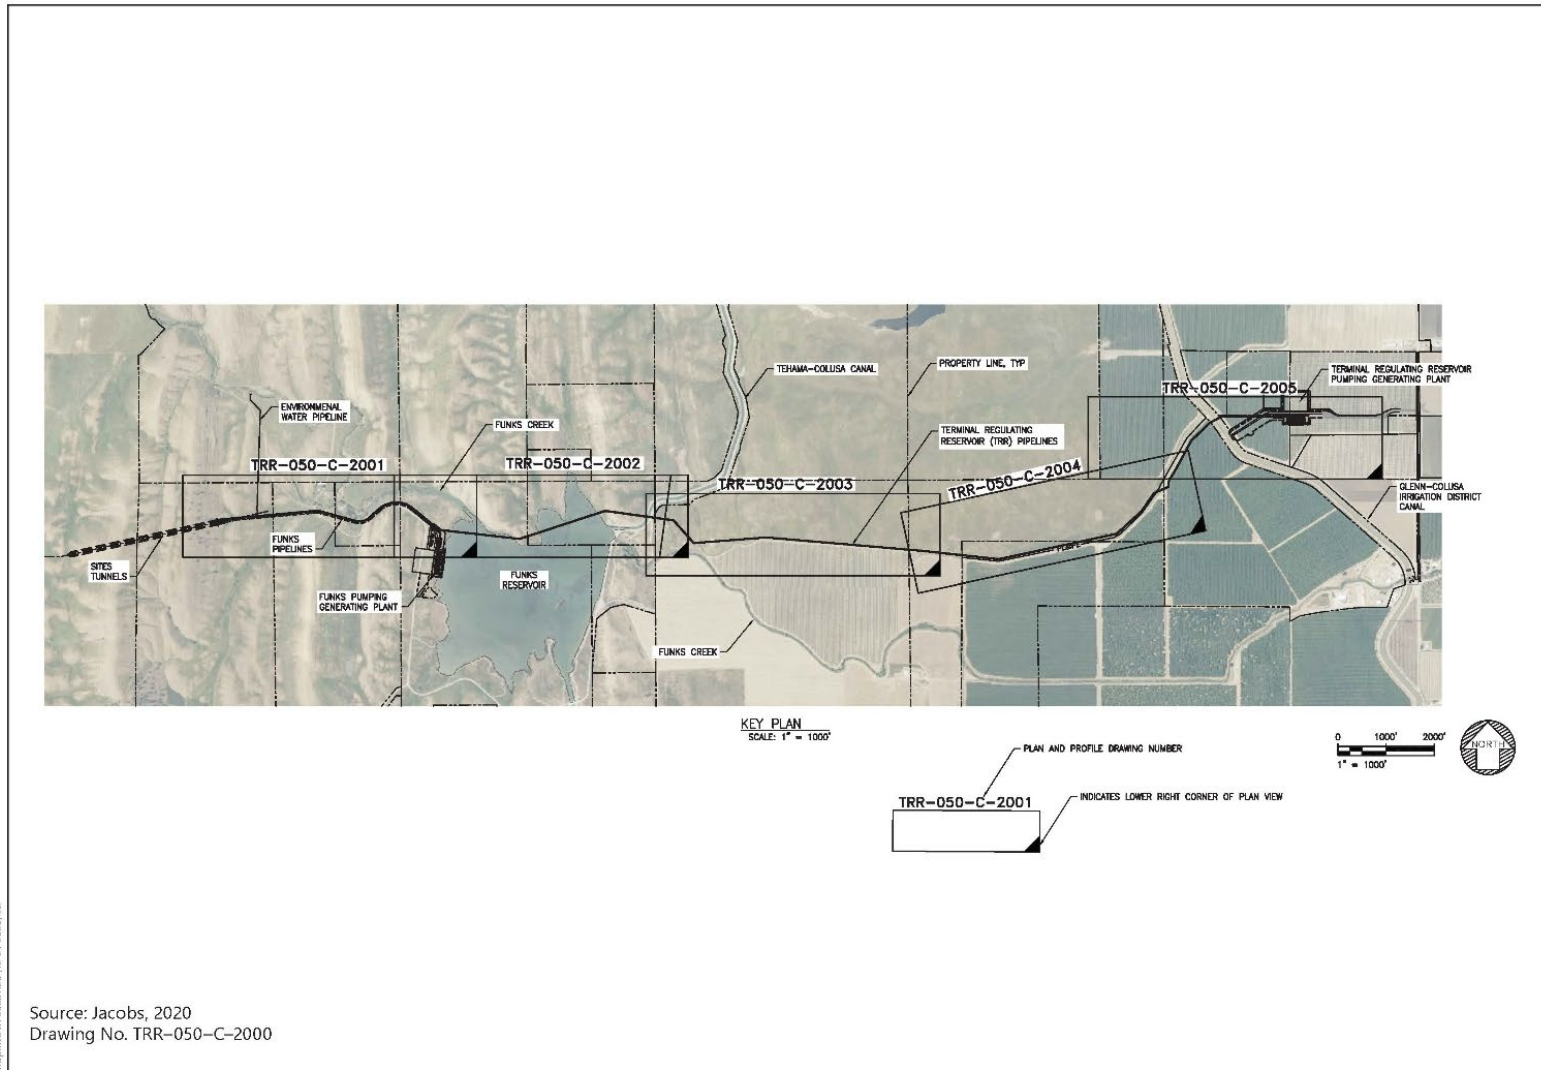 TEHAMA-COLUSA CANAL
PROPERTY LINE, TYP
TERMINAL REGULATING RESERVOIR
PUMPING GENERATING PLANT
TRR-050-C-2005
ENVIRONMENAL
WATER PIPELINE
FUNKS CREEK
TERMINAL REGULATING
RESERVOIR (TRR) PIPELINES
TRR-050-C-2001
TRR-050-C-2002
TRR-050-C-2003
TRR-050-C-2004
GLENN-COLUSA
IRRIGATION DISTRICT
CANAL
FUNKS
PIPELINES
SITES
TUNNELS
FUNKS
RESERVOIR
FUNKS PUMPING
GENERATING PLANT
FUNKS CREEK
KEY PLAN
SCALE: 1" = 1000'
PLAN AND PROFILE DRAWING NUMBER
TRR-050-C-2001
INDICATES LOWER RIGHT CORNER OF PLAN VIEW
0 1000' 2000'
1" = 1000'
NORTH
Source: Jacobs, 2020
Drawing No. TRR-050-C-2000